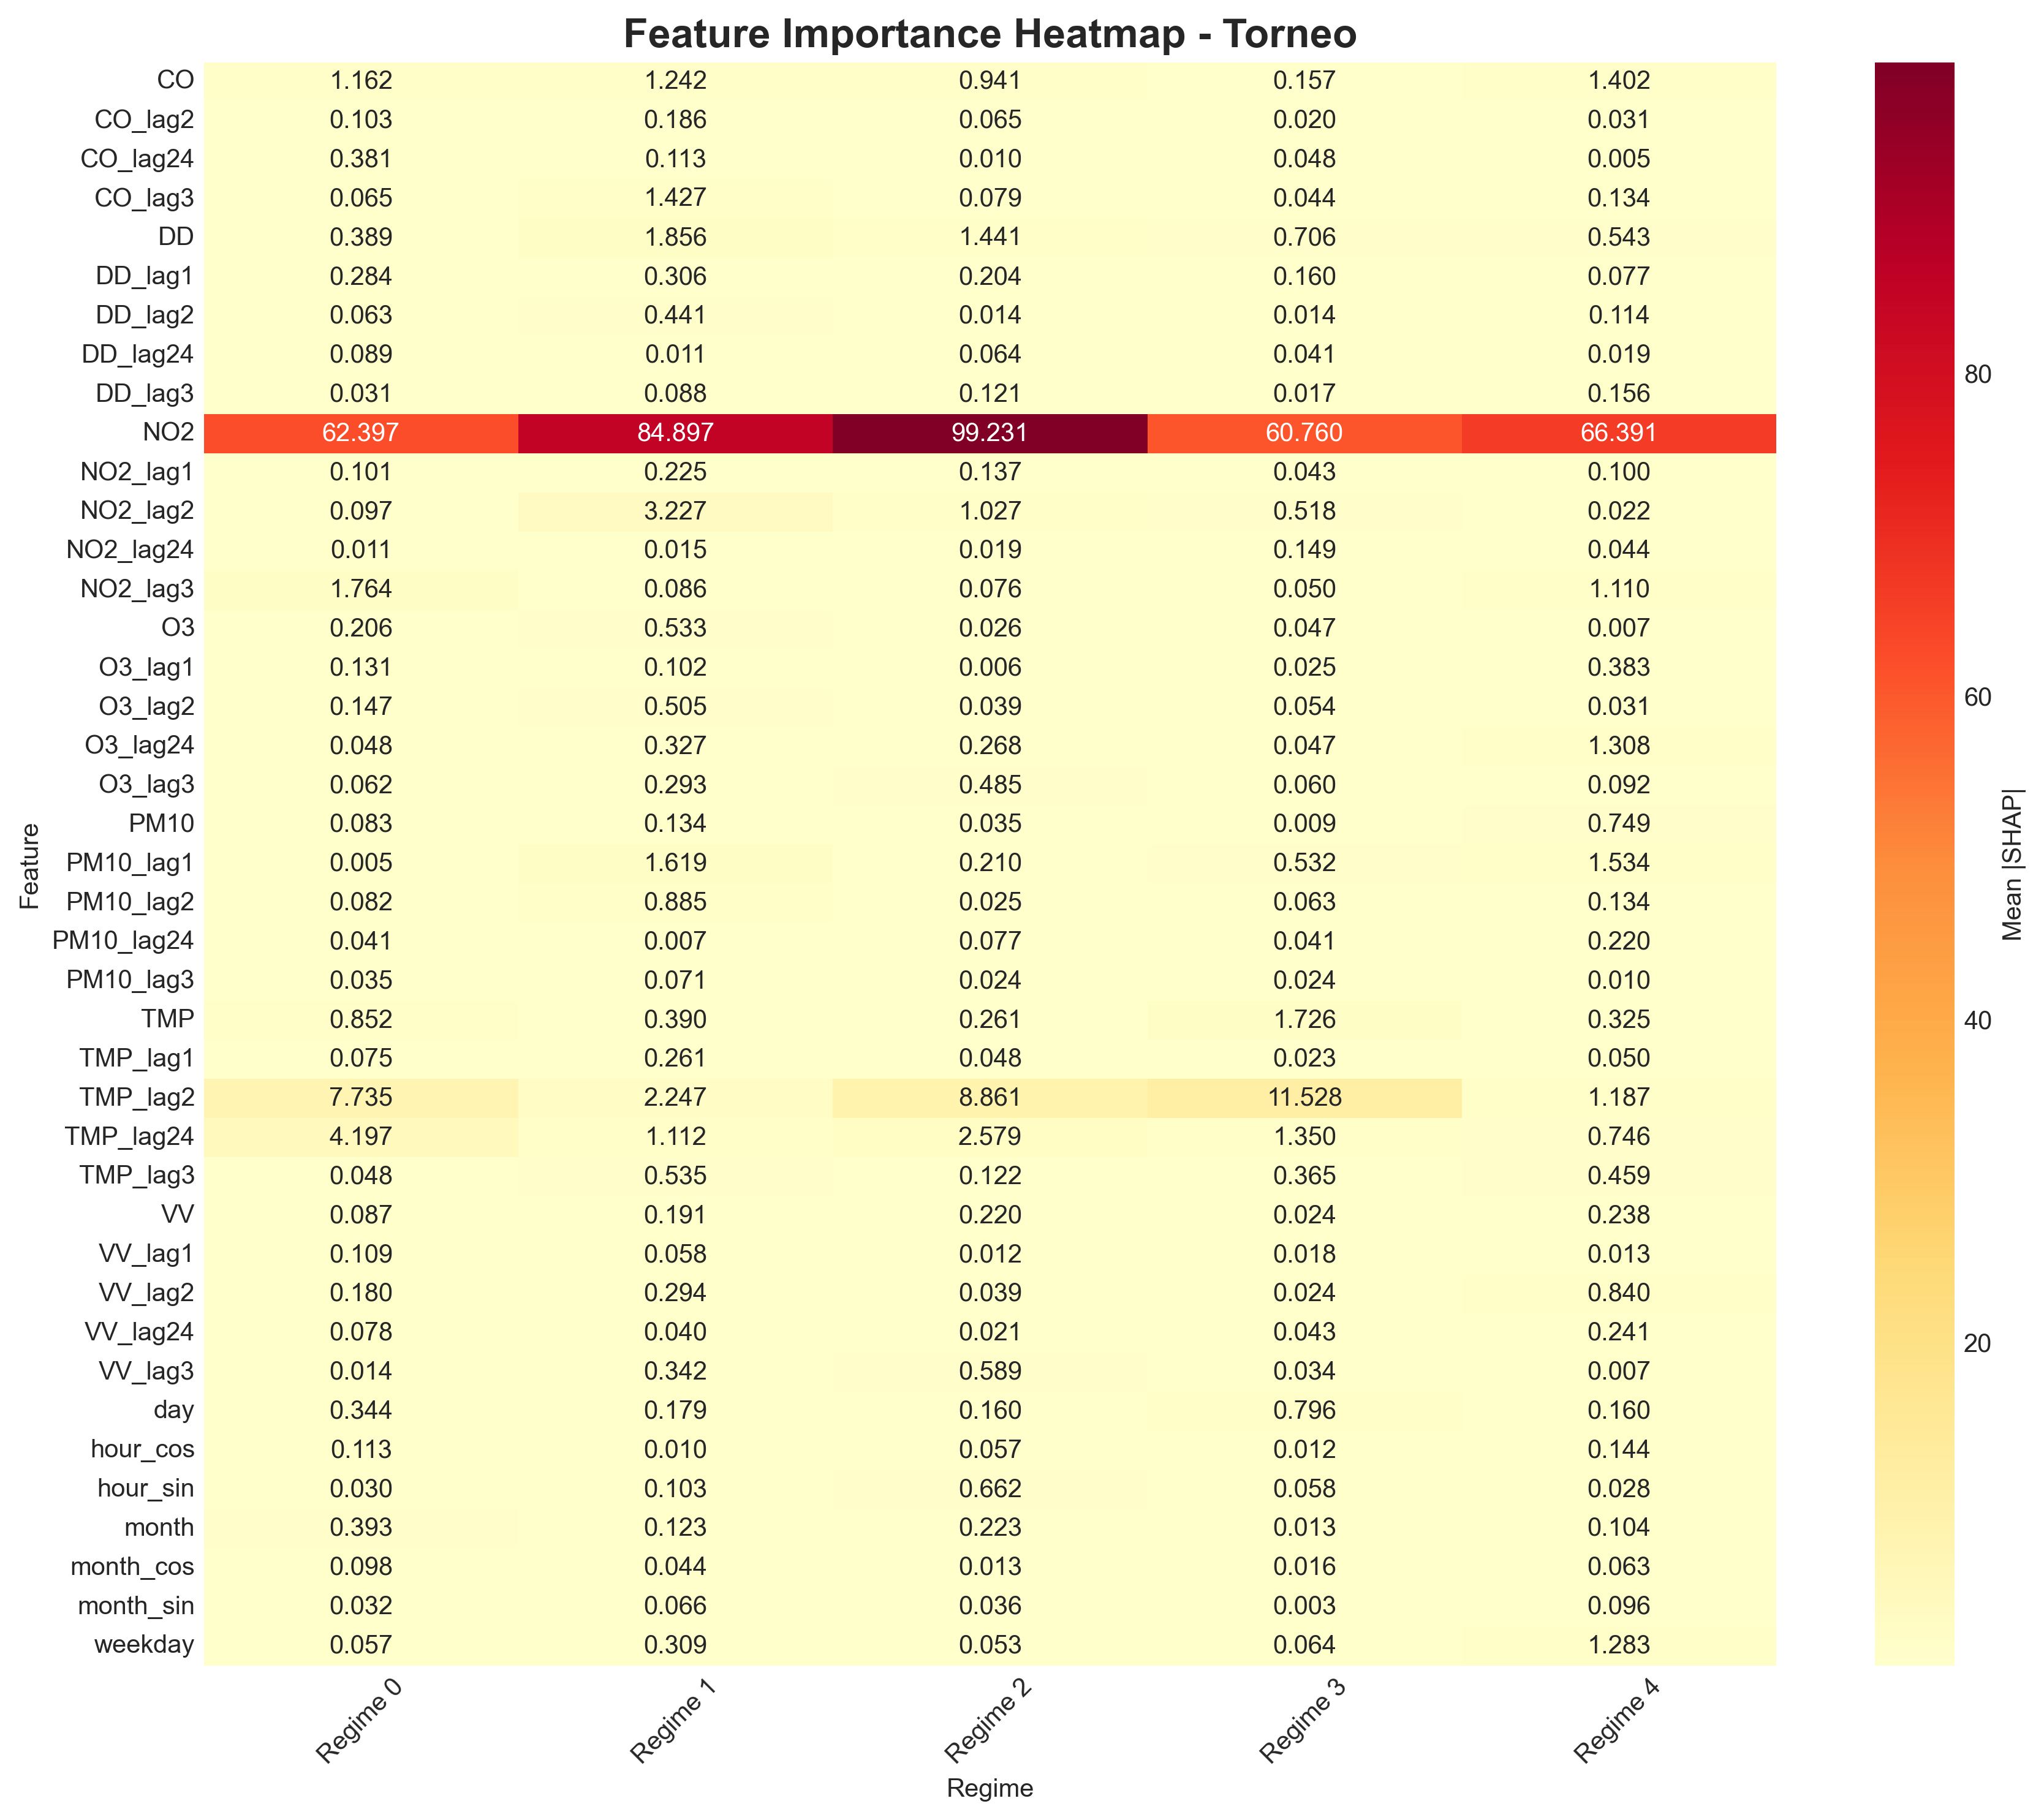 Feature Importance Heatmap - Torneo
CO 1.162 1.242 0.941 0.157 1.402
CO_lag2 0.103 0.186 0.065 0.020 0.031
CO_lag24 0.381 0.113 0.010 0.048 0.005
CO_lag3 0.065 1.427 0.079 0.044 0.134
DD 0.389 1.856 1.441 0.706 0.543
DD_lag1 0.284 0.306 0.204 0.160 0.077
DD_lag2 0.063 0.441 0.014 0.014 0.114
DD_lag24 0.089 0.011 0.064 0.041 0.019
DD_lag3 0.031 0.088 0.121 0.017 0.156
NO2 62.397 84.897 99.231 60.760 66.391
NO2_lag1 0.101 0.225 0.137 0.043 0.100
NO2_lag2 0.097 3.227 1.027 0.518 0.022
NO2_lag24 0.011 0.015 0.019 0.149 0.044
NO2_lag3 1.764 0.086 0.076 0.050 1.110
O3 0.206 0.533 0.026 0.047 0.007
O3_lag1 0.131 0.102 0.006 0.025 0.383
O3_lag2 0.147 0.505 0.039 0.054 0.031
O3_lag24 0.048 0.327 0.268 0.047 1.308
O3_lag3 0.062 0.293 0.485 0.060 0.092
PM10 0.083 0.134 0.035 0.009 0.749
PM10_lag1 0.005 1.619 0.210 0.532 1.534
PM10_lag2 0.082 0.885 0.025 0.063 0.134
PM10_lag24 0.041 0.007 0.077 0.041 0.220
PM10_lag3 0.035 0.071 0.024 0.024 0.010
TMP 0.852 0.390 0.261 1.726 0.325
TMP_lag1 0.075 0.261 0.048 0.023 0.050
TMP_lag2 7.735 2.247 8.861 11.528 1.187
TMP_lag24 4.197 1.112 2.579 1.350 0.746
TMP_lag3 0.048 0.535 0.122 0.365 0.459
VV 0.087 0.191 0.220 0.024 0.238
VV_lag1 0.109 0.058 0.012 0.018 0.013
VV_lag2 0.180 0.294 0.039 0.024 0.840
VV_lag24 0.078 0.040 0.021 0.043 0.241
VV_lag3 0.014 0.342 0.589 0.034 0.007
day 0.344 0.179 0.160 0.796 0.160
hour_cos 0.113 0.010 0.057 0.012 0.144
hour_sin 0.030 0.103 0.662 0.058 0.028
month 0.393 0.123 0.223 0.013 0.104
month_cos 0.098 0.044 0.013 0.016 0.063
month_sin 0.032 0.066 0.036 0.003 0.096
weekday 0.057 0.309 0.053 0.064 1.283
Regime 0 Regime 1 Regime 2 Regime 3 Regime 4
Regime
Feature
80
60
40
20
Mean |SHAP|